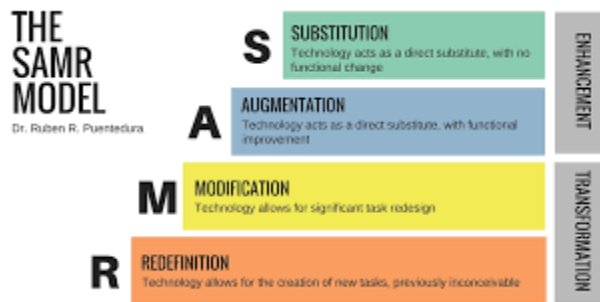 THE
SAMR
MODEL
Dr. Ruben R. Puentedura
S
SUBSTITUTION
Technology acts as a direct substitute, with no
functional change
A
AUGMENTATION
Technology acts as a direct substitute, with functional
improvement
ENHANCEMENT
M
MODIFICATION
Technology allows for significant task redesign
R
REDEFINITION
Technology allows for the creation of new tasks, previously inconceivable
TRANSFORMATION